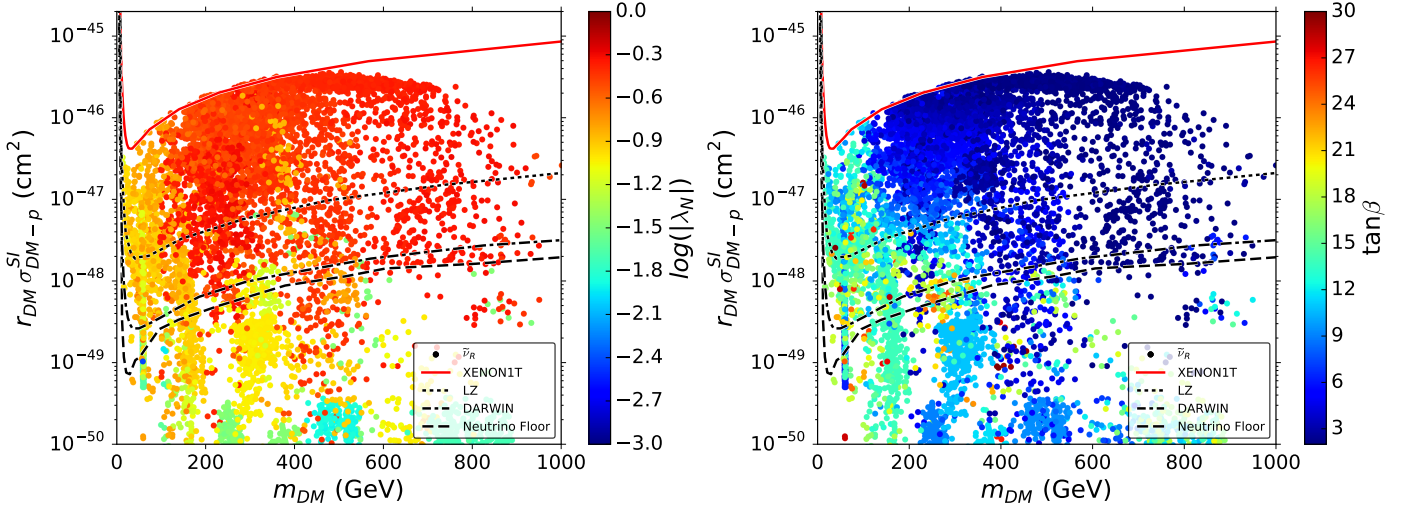 10⁻⁴⁵
10⁻⁴⁶
10⁻⁴⁷
10⁻⁴⁸
10⁻⁴⁹
10⁻⁵⁰
r_DM σ^SI_DM−p (cm²)
0 200 400 600 800 1000
m_DM (GeV)
ν̃_R
XENON1T
LZ
DARWIN
Neutrino Floor
0.0
−0.3
−0.6
−0.9
−1.2
−1.5
−1.8
−2.1
−2.4
−2.7
−3.0
log(|λ_N|)
10⁻⁴⁵
10⁻⁴⁶
10⁻⁴⁷
10⁻⁴⁸
10⁻⁴⁹
10⁻⁵⁰
r_DM σ^SI_DM−p (cm²)
0 200 400 600 800 1000
m_DM (GeV)
ν̃_R
XENON1T
LZ
DARWIN
Neutrino Floor
30
27
24
21
18
15
12
9
6
3
tanβ